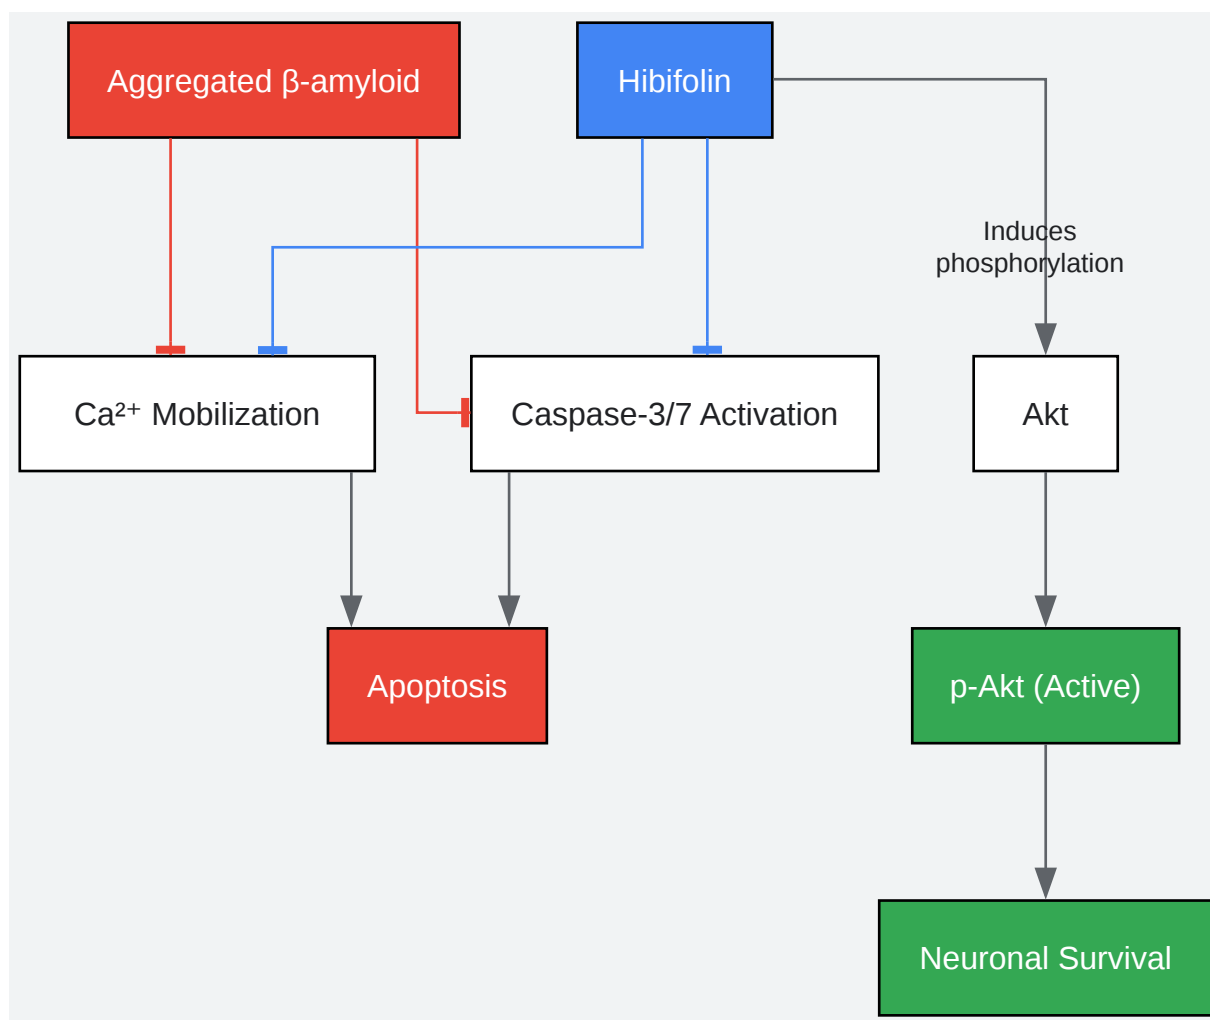 Aggregated β-amyloid
Hibifolin
Induces
phosphorylation
Ca²⁺ Mobilization
Caspase-3/7 Activation
Akt
Apoptosis
p-Akt (Active)
Neuronal Survival